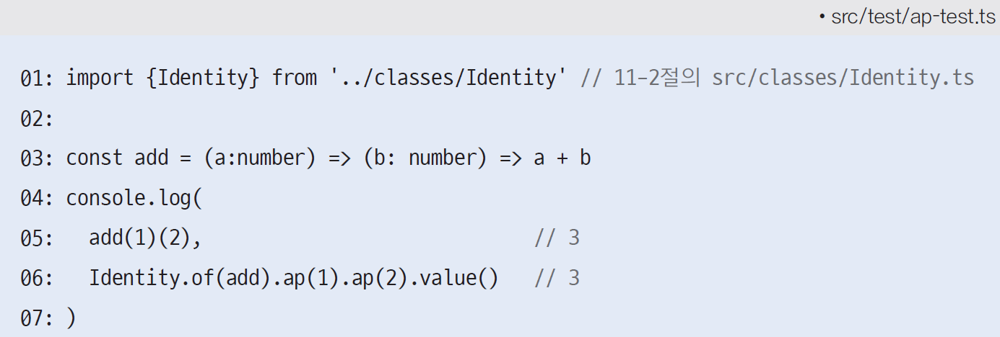 • src/test/ap-test.ts
01: import {Identity} from '../classes/Identity' // 11-2절의 src/classes/Identity.ts
02:
03: const add = (a:number) => (b: number) => a + b
04: console.log(
05:   add(1)(2),                             // 3
06:   Identity.of(add).ap(1).ap(2).value()   // 3
07: )